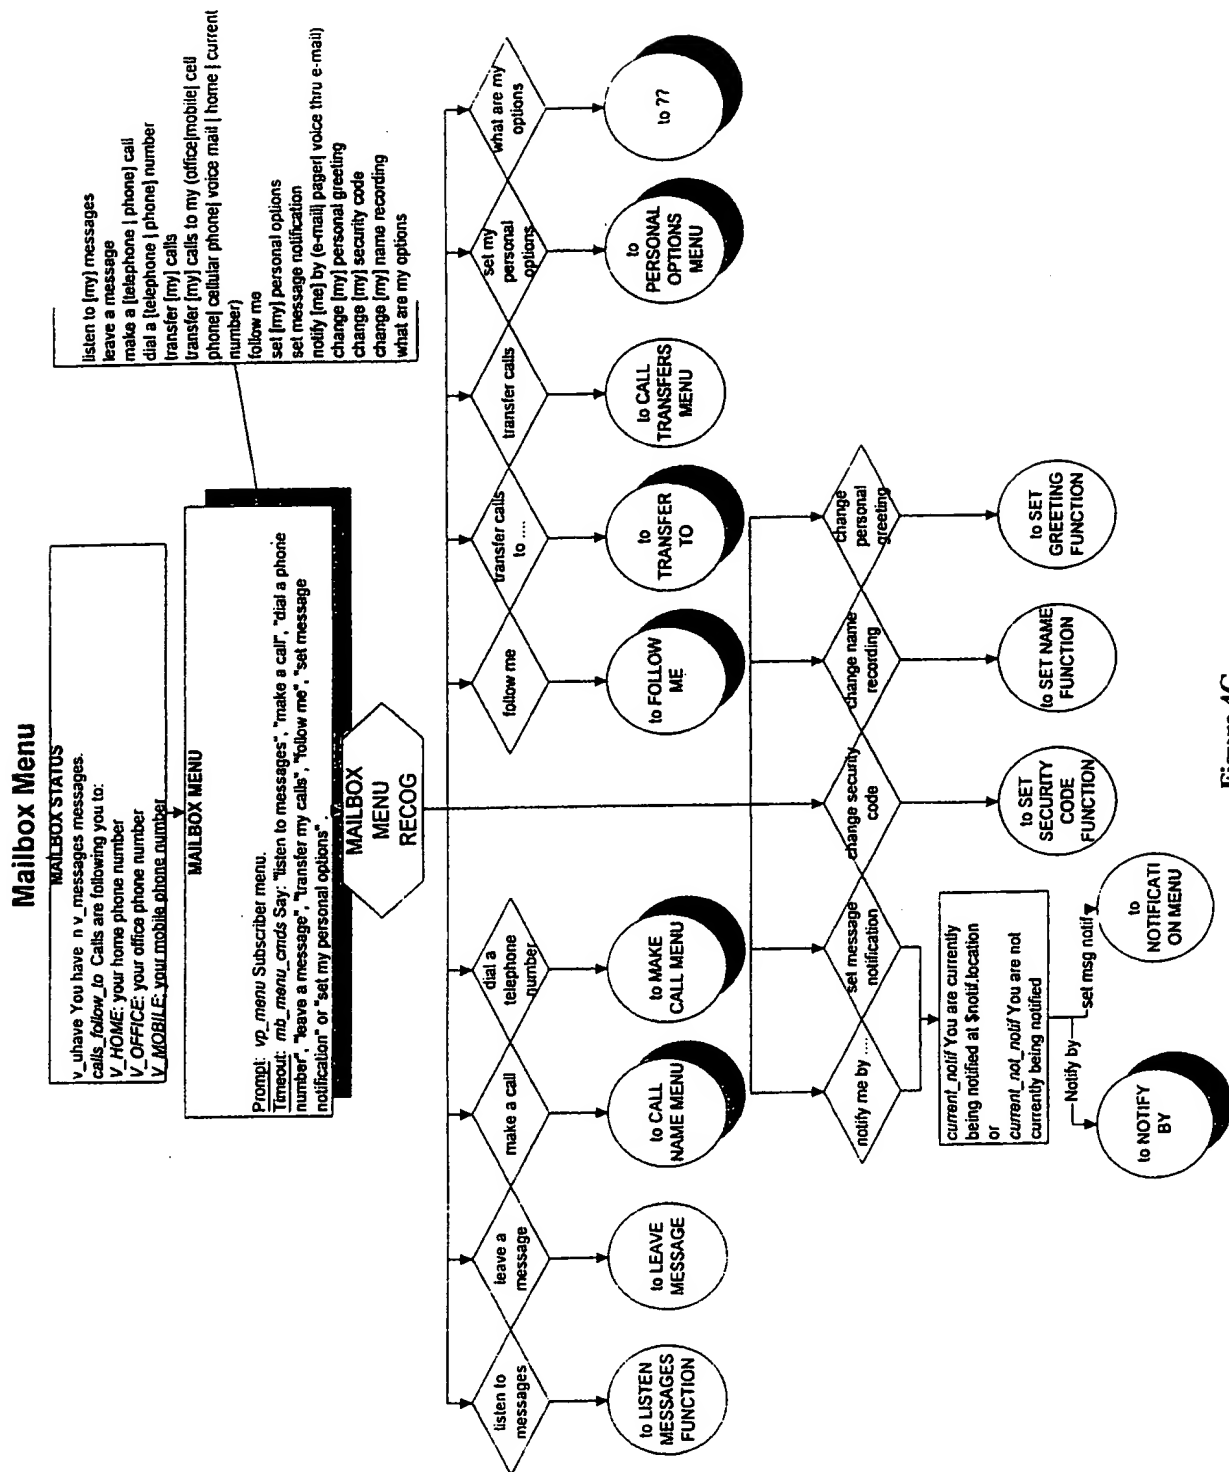 Mailbox Menu
MAILBOX STATUS
v_uhave You have n v_messages messages.
calls_follow_to Calls are following you to:
V_HOME: your home phone number
V_OFFICE: your office phone number
V_MOBILE: your mobile phone number
MAILBOX MENU
Prompt: vp_menu Subscriber menu.
Timeout: mb_menu_cmds Say: "listen to messages", "make a call", "dial a phone
number", "leave a message", "transfer my calls", "follow me", "set message
notification" or "set my personal options".
MAILBOX
MENU
RECOG
listen to [my] messages
leave a message
make a [telephone | phone] call
dial a [telephone | phone] number
transfer [my] calls
transfer [my] calls to my (office|mobile| cell
phone| cellular phone| voice mail | home | current
number)
follow me
set [my] personal options
set message notification
notify [me] by (e-mail| pager| voice thru e-mail)
change [my] personal greeting
change [my] security code
change [my] name recording
what are my options
listen to
messages
leave a
message
make a call
dial a
telephone
number
follow me
transfer calls
to ....
transfer calls
set my
personal
options
what are my
options
to LISTEN
MESSAGES
FUNCTION
to LEAVE
MESSAGE
to CALL
NAME MENU
to MAKE
CALL MENU
to FOLLOW
ME
to
TRANSFER
TO
to CALL
TRANSFERS
MENU
to
PERSONAL
OPTIONS
MENU
to ??
notify me by .....
set message
notification
change security
code
change name
recording
change
personal
greeting
current_notif You are currently
being notified at $notif.location
or
current_not_notif You are not
currently being notified
Notify by
set msg notif
to NOTIFY
BY
to
NOTIFICATI
ON MENU
to SET
SECURITY
CODE
FUNCTION
to SET NAME
FUNCTION
to SET
GREETING
FUNCTION
Figure 4C